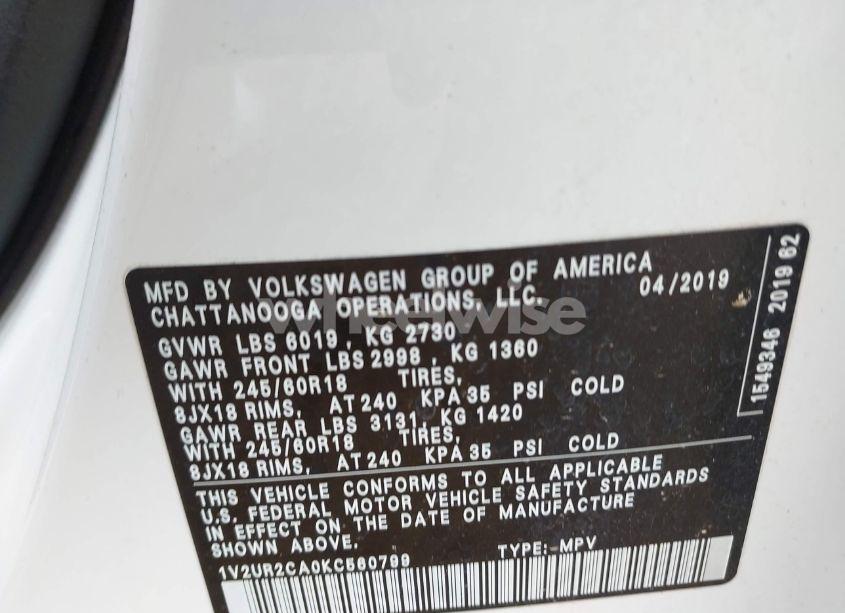 MFD BY VOLKSWAGEN GROUP OF AMERICA
04/2019
CHATTANOOGA OPERATIONS, LLC.
GVWR LBS 6019, KG 2730
GAWR FRONT LBS 2998, KG 1360
WITH 245/60R18 TIRES,
8JX18 RIMS, AT 240 KPA 35 PSI COLD
GAWR REAR LBS 3131, KG 1420
WITH 245/60R18 TIRES,
8JX18 RIMS, AT 240 KPA 35 PSI COLD
THIS VEHICLE CONFORMS TO ALL APPLICABLE
U.S. FEDERAL MOTOR VEHICLE SAFETY STANDARDS
IN EFFECT ON THE DATE OF MANUFACTURE
SHOWN ABOVE.
TYPE: MPV
1V2UR2CA0KC560799
1549346 2019 62
wheelwise